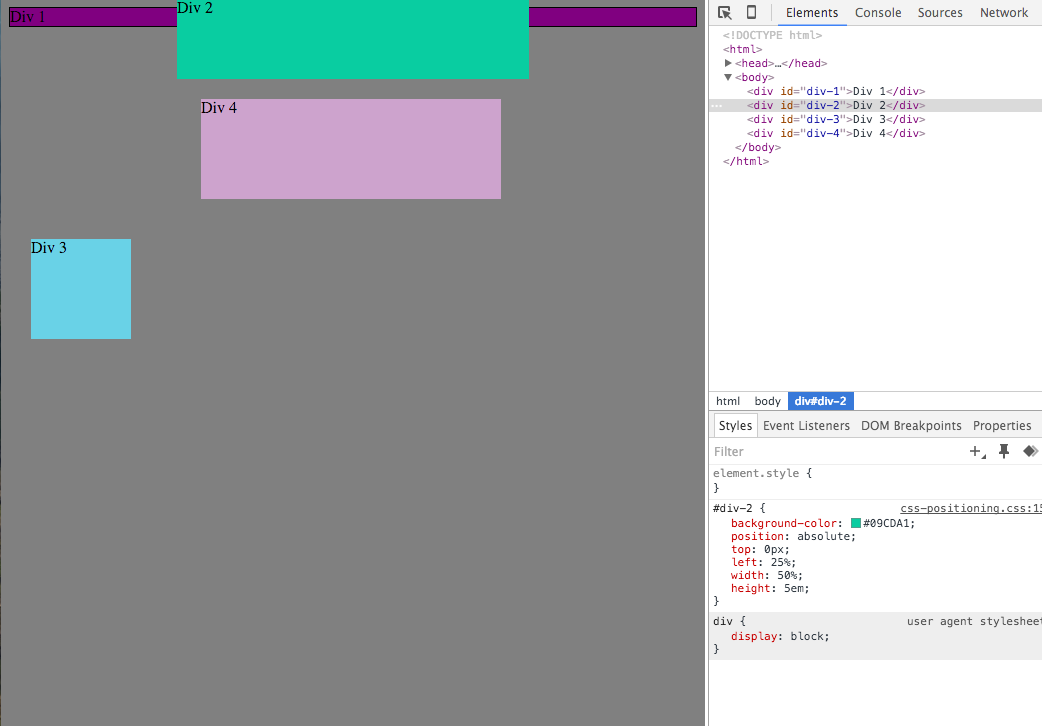 Div 1
Div 2
Div 4
Div 3
Elements Console Sources Network
<!DOCTYPE html>
<html>
<head>…</head>
<body>
<div id="div-1">Div 1</div>
<div id="div-2">Div 2</div>
<div id="div-3">Div 3</div>
<div id="div-4">Div 4</div>
</body>
</html>
html body div#div-2
Styles Event Listeners DOM Breakpoints Properties
Filter
element.style {
}
#div-2 { css-positioning.css:15
background-color: #09CDA1;
position: absolute;
top: 0px;
left: 25%;
width: 50%;
height: 5em;
}
div { user agent stylesheet
display: block;
}